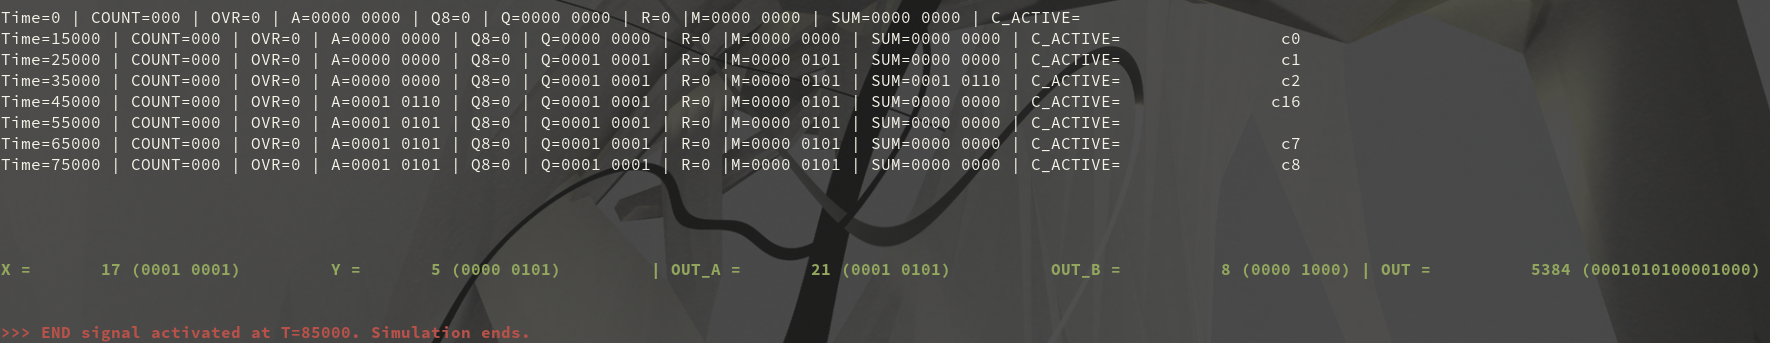 Time=0 | COUNT=000 | OVR=0 | A=0000 0000 | Q8=0 | Q=0000 0000 | R=0 |M=0000 0000 | SUM=0000 0000 | C_ACTIVE=
Time=15000 | COUNT=000 | OVR=0 | A=0000 0000 | Q8=0 | Q=0000 0000 | R=0 |M=0000 0000 | SUM=0000 0000 | C_ACTIVE= c0
Time=25000 | COUNT=000 | OVR=0 | A=0000 0000 | Q8=0 | Q=0001 0001 | R=0 |M=0000 0101 | SUM=0000 0000 | C_ACTIVE= c1
Time=35000 | COUNT=000 | OVR=0 | A=0000 0000 | Q8=0 | Q=0001 0001 | R=0 |M=0000 0101 | SUM=0001 0110 | C_ACTIVE= c2
Time=45000 | COUNT=000 | OVR=0 | A=0001 0110 | Q8=0 | Q=0001 0001 | R=0 |M=0000 0101 | SUM=0000 0000 | C_ACTIVE= c16
Time=55000 | COUNT=000 | OVR=0 | A=0001 0101 | Q8=0 | Q=0001 0001 | R=0 |M=0000 0101 | SUM=0000 0000 | C_ACTIVE=
Time=65000 | COUNT=000 | OVR=0 | A=0001 0101 | Q8=0 | Q=0001 0001 | R=0 |M=0000 0101 | SUM=0000 0000 | C_ACTIVE= c7
Time=75000 | COUNT=000 | OVR=0 | A=0001 0101 | Q8=0 | Q=0001 0001 | R=0 |M=0000 0101 | SUM=0000 0000 | C_ACTIVE= c8
X = 17 (0001 0001) Y = 5 (0000 0101) | OUT_A = 21 (0001 0101) OUT_B = 8 (0000 1000) | OUT = 5384 (0001010100001000)
>>> END signal activated at T=85000. Simulation ends.